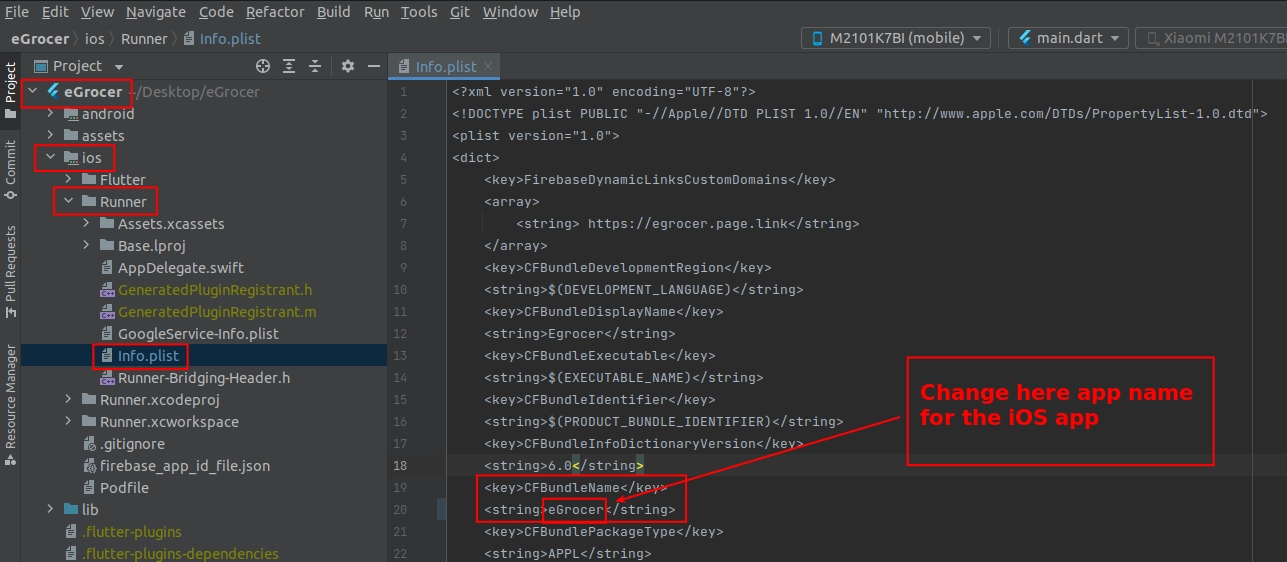 File Edit View Navigate Code Refactor Build Run Tools Git Window Help
eGrocer ios Runner Info.plist
M2101K7BI (mobile) main.dart Xiaomi M2101K7BI
Project
Info.plist
Project
Commit
Pull Requests
Resource Manager
eGrocer ~/Desktop/eGrocer
android
assets
ios
Flutter
Runner
Assets.xcassets
Base.lproj
AppDelegate.swift
GeneratedPluginRegistrant.h
GeneratedPluginRegistrant.m
GoogleService-Info.plist
Info.plist
Runner-Bridging-Header.h
Runner.xcodeproj
Runner.xcworkspace
.gitignore
firebase_app_id_file.json
Podfile
lib
.flutter-plugins
.flutter-plugins-dependencies
1 <?xml version="1.0" encoding="UTF-8"?>
2 <!DOCTYPE plist PUBLIC "-//Apple//DTD PLIST 1.0//EN" "http://www.apple.com/DTDs/PropertyList-1.0.dtd">
3 <plist version="1.0">
4 <dict>
5 <key>FirebaseDynamicLinksCustomDomains</key>
6 <array>
7 <string> https://egrocer.page.link</string>
8 </array>
9 <key>CFBundleDevelopmentRegion</key>
10 <string>$(DEVELOPMENT_LANGUAGE)</string>
11 <key>CFBundleDisplayName</key>
12 <string>Egrocer</string>
13 <key>CFBundleExecutable</key>
14 <string>$(EXECUTABLE_NAME)</string>
15 <key>CFBundleIdentifier</key>
16 <string>$(PRODUCT_BUNDLE_IDENTIFIER)</string>
17 <key>CFBundleInfoDictionaryVersion</key>
18 <string>6.0</string>
19 <key>CFBundleName</key>
20 <string>eGrocer</string>
21 <key>CFBundlePackageType</key>
22 <string>APPL</string>
Change here app name
for the iOS app